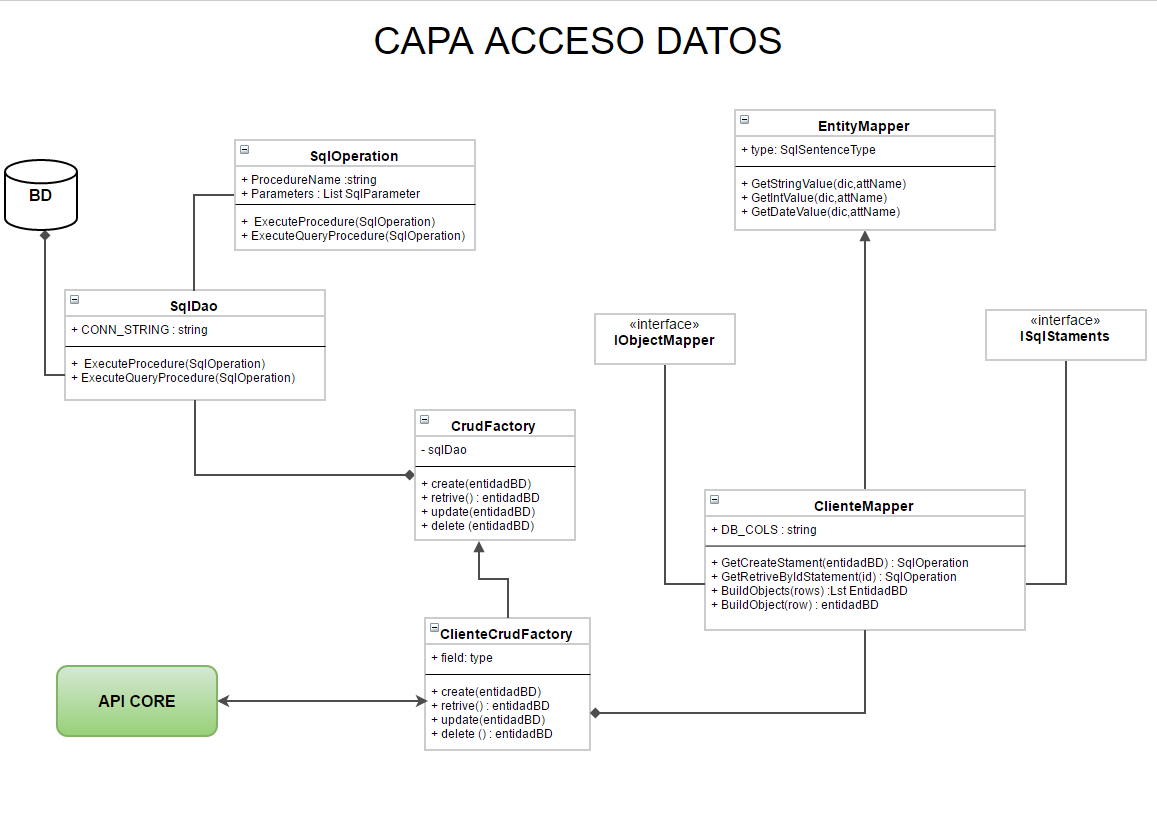 CAPA ACCESO DATOS
BD
SqlOperation
+ ProcedureName :string
+ Parameters : List SqlParameter
+ ExecuteProcedure(SqlOperation)
+ ExecuteQueryProcedure(SqlOperation)
EntityMapper
+ type: SqlSentenceType
+ GetStringValue(dic,attName)
+ GetIntValue(dic,attName)
+ GetDateValue(dic,attName)
SqlDao
+ CONN_STRING : string
+ ExecuteProcedure(SqlOperation)
+ ExecuteQueryProcedure(SqlOperation)
«interface»
IObjectMapper
«interface»
ISqlStaments
CrudFactory
- sqlDao
+ create(entidadBD)
+ retrive() : entidadBD
+ update(entidadBD)
+ delete (entidadBD)
ClienteMapper
+ DB_COLS : string
+ GetCreateStament(entidadBD) : SqlOperation
+ GetRetriveByIdStatement(id) : SqlOperation
+ BuildObjects(rows) :Lst EntidadBD
+ BuildObject(row) : entidadBD
ClienteCrudFactory
+ field: type
+ create(entidadBD)
+ retrive() : entidadBD
+ update(entidadBD)
+ delete () : entidadBD
API CORE